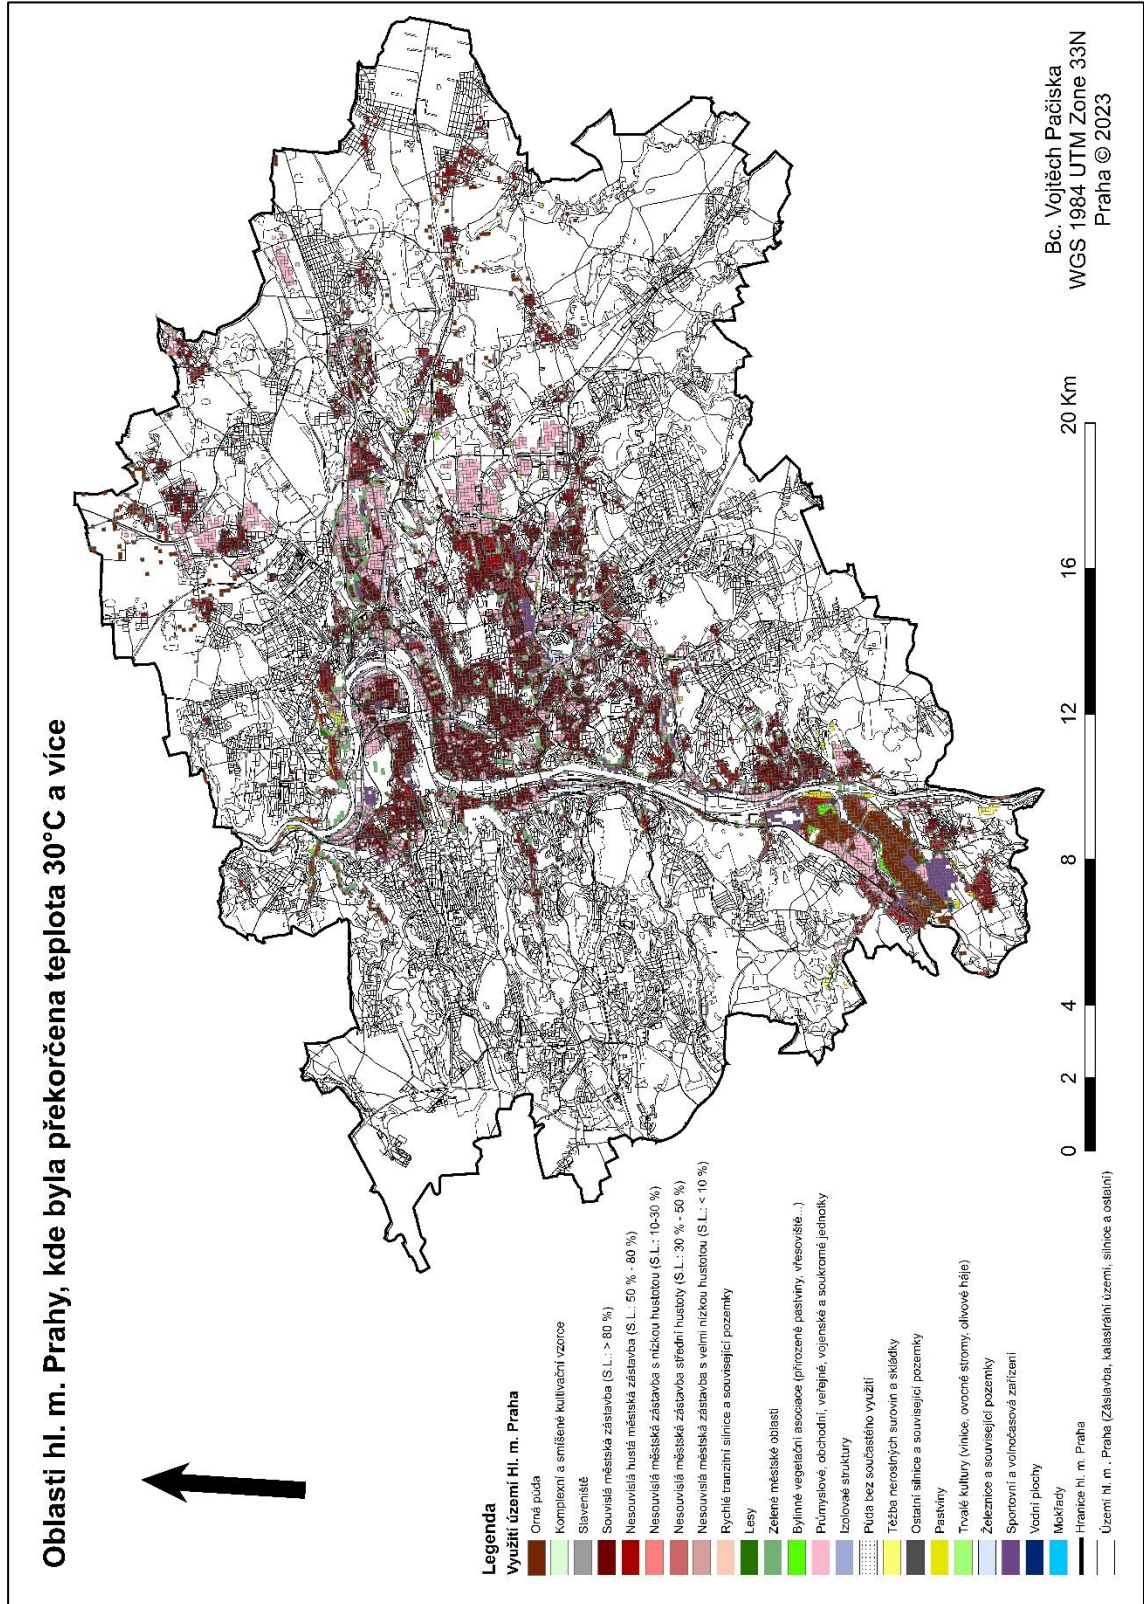 Oblasti hl. m. Prahy, kde byla překorčena teplota 30°C a více
Legenda
Využití území Hl. m. Praha
Orná půda
Komplexní a smíšené kultivační vzorce
Staveniště
Souvislá městská zástavba (S.L.: > 80 %)
Nesouvislá hustá městská zástavba (S.L.: 50 % - 80 %)
Nesouvislá městská zástavba s nízkou hustotou (S.L.: 10-30 %)
Nesouvislá městská zástavba střední hustoty (S.L.: 30 % - 50 %)
Nesouvislá městská zástavba s velmi nízkou hustotou (S.L.: < 10 %)
Rychlé tranzitní silnice a související pozemky
Lesy
Zelené městské oblasti
Bylinné vegetační asociace (přirozené pastviny, vřesoviště...)
Průmyslové, obchodní, veřejné, vojenské a soukromé jednotky
Izolovaé struktury
Půda bez součastého využití
Těžba nerostných surovin a skládky
Ostatní silnice a související pozemky
Pastviny
Trvalé kultury (vinice, ovocné stromy, olivové háje)
Železnice a související pozemky
Sportovní a volnočasová zařízení
Vodní plochy
Mokřady
Hranice hl. m. Praha
Území hl. m. Praha (Zástavba, katastrální území, silnice a ostatní)
0 2 4 8 12 16 20 Km
Bc. Vojtěch Pačiska
WGS 1984 UTM Zone 33N
Praha © 2023